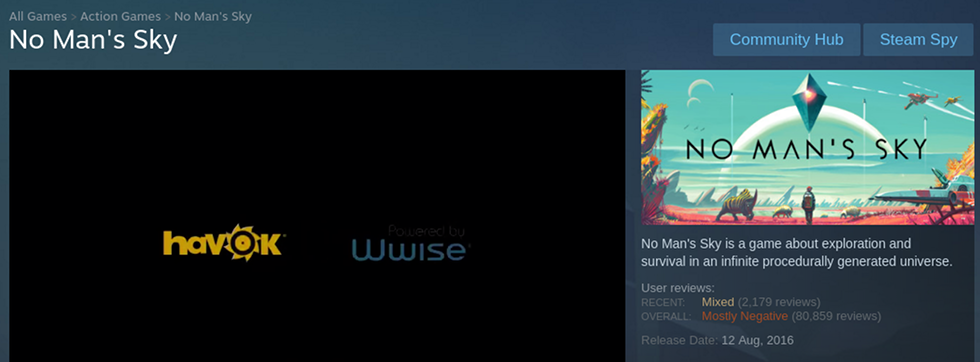 All Games > Action Games > No Man's Sky
No Man's Sky
Community Hub
Steam Spy
havok
Powered by
Wwise
NO MAN'S SKY
No Man's Sky is a game about exploration and
survival in an infinite procedurally generated universe.
User reviews:
RECENT: Mixed (2,179 reviews)
OVERALL: Mostly Negative (80,859 reviews)
Release Date: 12 Aug, 2016